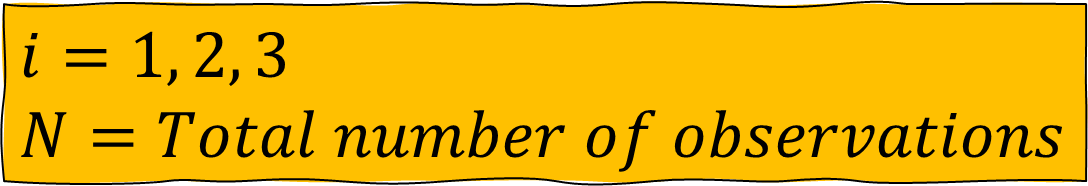 i = 1, 2, 3
N = Total number of observations